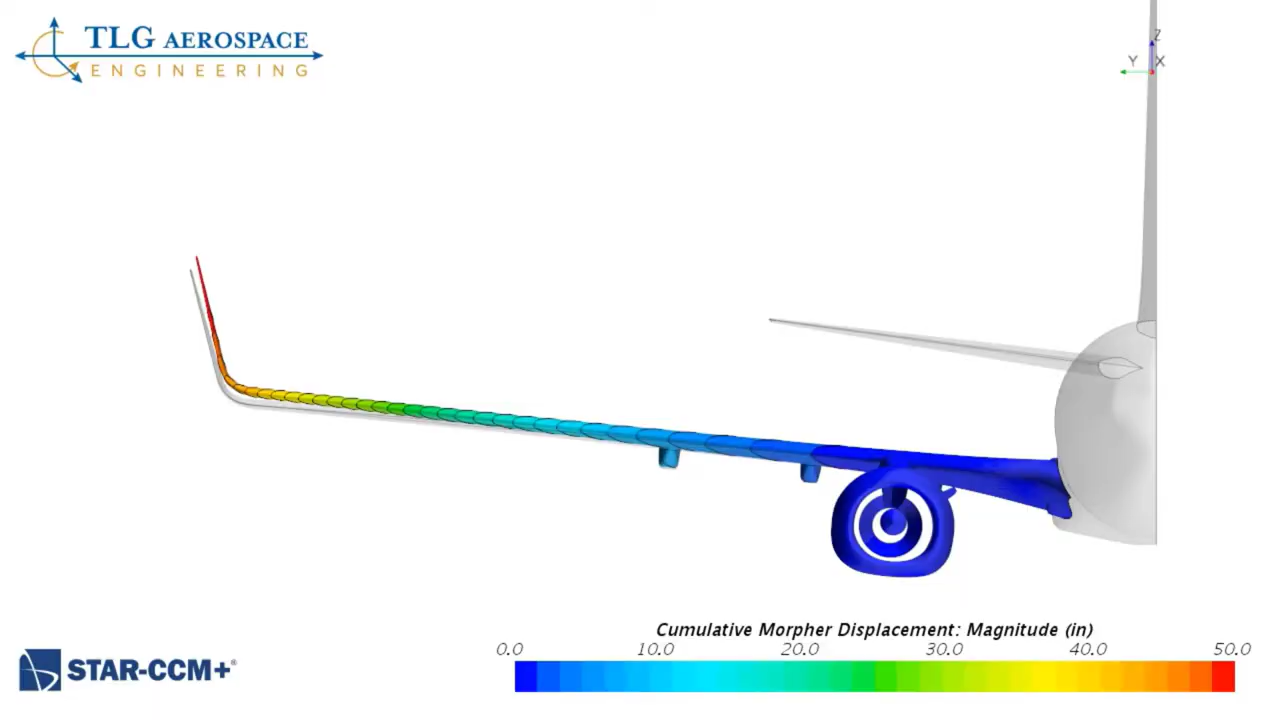 TLG AEROSPACE
ENGINEERING
Z
Y X
STAR-CCM+®
Cumulative Morpher Displacement: Magnitude (in)
0.0 10.0 20.0 30.0 40.0 50.0